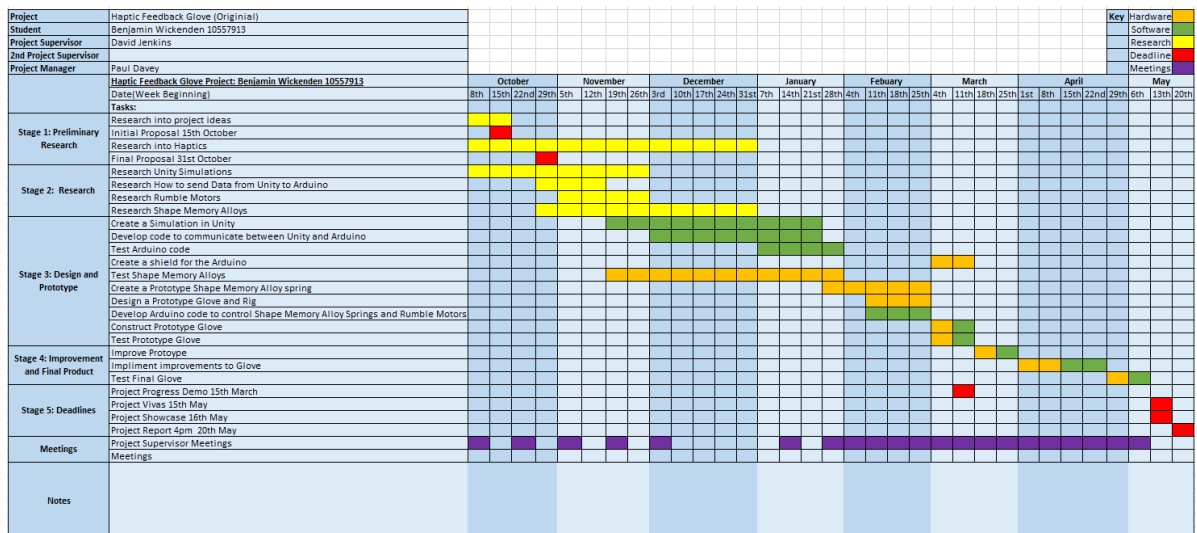 Project Haptic Feedback Glove (Originial) Key Hardware
Student Benjamin Wickenden 10557913 Software
Project Supervisor David Jenkins Research
2nd Project Supervisor Deadline
Project Manager Paul Davey Meetings
Haptic Feedback Glove Project: Benjamin Wickenden 10557913 October November December January Febuary March April May
Date(Week Beginning) 8th 15th 22nd 29th 5th 12th 19th 26th 3rd 10th 17th 24th 31st 7th 14th 21st 28th 4th 11th 18th 25th 4th 11th 18th 25th 1st 8th 15th 22nd 29th 6th 13th 20th
Tasks:
Stage 1: Preliminary Research
Research into project ideas
Initial Proposal 15th October
Research into Haptics
Final Proposal 31st October
Stage 2: Research
Research Unity Simulations
Research How to send Data from Unity to Arduino
Research Rumble Motors
Research Shape Memory Alloys
Stage 3: Design and Prototype
Create a Simulation in Unity
Develop code to communicate between Unity and Arduino
Test Arduino code
Create a shield for the Arduino
Test Shape Memory Alloys
Create a Prototype Shape Memory Alloy spring
Design a Prototype Glove and Rig
Develop Arduino code to control Shape Memory Alloy Springs and Rumble Motors
Construct Prototype Glove
Test Prototype Glove
Stage 4: Improvement and Final Product
Improve Protoype
Impliment improvements to Glove
Test Final Glove
Stage 5: Deadlines
Project Progress Demo 15th March
Project Vivas 15th May
Project Showcase 16th May
Project Report 4pm 20th May
Meetings
Project Supervisor Meetings
Meetings
Notes